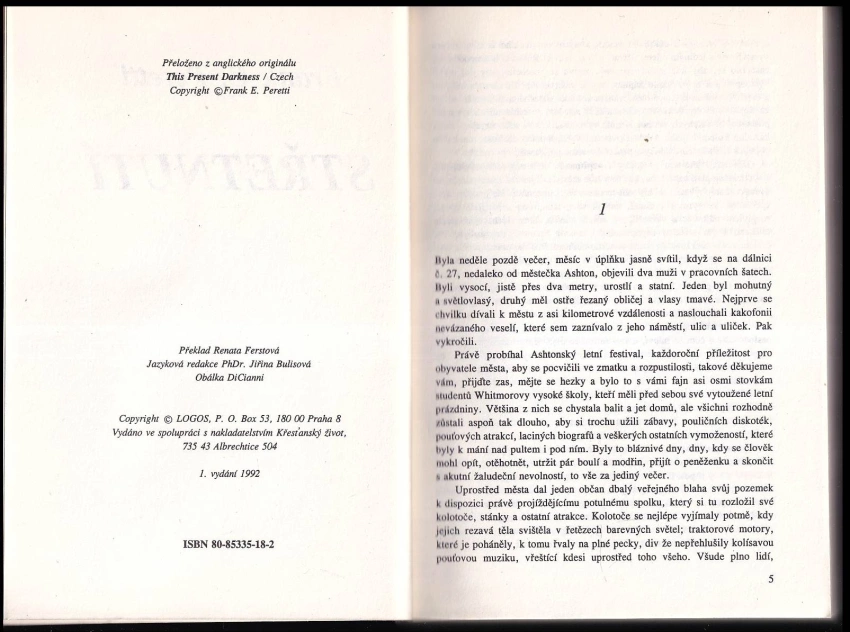 Přeloženo z anglického originálu
This Present Darkness / Czech
Copyright ©Frank E. Peretti
STŘETNUTÍ
Překlad Renata Ferstová
Jazyková redakce PhDr. Jiřina Bulisová
Obálka DiCianni
Copyright © LOGOS, P. O. Box 53, 180 00 Praha 8
Vydáno ve spolupráci s nakladatelstvím Křesťanský život,
735 43 Albrechtice 504
1. vydání 1992
ISBN 80-85335-18-2
1
Byla neděle pozdě večer, měsíc v úplňku jasně svítil, když se na dálnici
č. 27, nedaleko od městečka Ashton, objevili dva muži v pracovních šatech.
Byli vysocí, jistě přes dva metry, urostlí a statní. Jeden byl mohutný
a světlovlasý, druhý měl ostře řezaný obličej a vlasy tmavé. Nejprve se
chvilku dívali k městu z asi kilometrové vzdálenosti a naslouchali kakofonii
nevázaného veselí, které sem zaznívalo z jeho náměstí, ulic a uliček. Pak
vykročili.
Právě probíhal Ashtonský letní festival, každoroční příležitost pro
obyvatele města, aby se pocvičili ve zmatku a rozpustilosti, takové děkujeme
vám, přijďte zas, mějte se hezky a bylo to s vámi fajn asi osmi stovkám
studentů Whitmorovy vysoké školy, kteří měli před sebou své vytoužené letní
prázdniny. Většina z nich se chystala balit a jet domů, ale všichni rozhodně
zůstali aspoň tak dlouho, aby si trochu užili zábavy, pouličních diskoték,
pouťových atrakcí, laciných biografů a veškerých ostatních vymožeností, které
byly k mání nad pultem i pod ním. Byly to bláznivé dny, dny, kdy se člověk
mohl opít, otěhotnět, utržit pár boulí a modřin, přijít o peněženku a skončit
s akutní žaludeční nevolností, to vše za jediný večer.
Uprostřed města dal jeden občan dbalý veřejného blaha svůj pozemek
k dispozici právě projíždějícímu potulnému spolku, který si tu rozložil své
kolotoče, stánky a ostatní atrakce. Kolotoče se nejlépe vyjímaly potmě, kdy
jejich rezavá těla svištěla v řetězech barevných světel; traktorové motory,
které je poháněly, k tomu řvaly na plné pecky, div že nepřehlušily kolísavou
pouťovou muziku, vřeštící kdesi uprostřed toho všeho. Všude plno lidí,
5